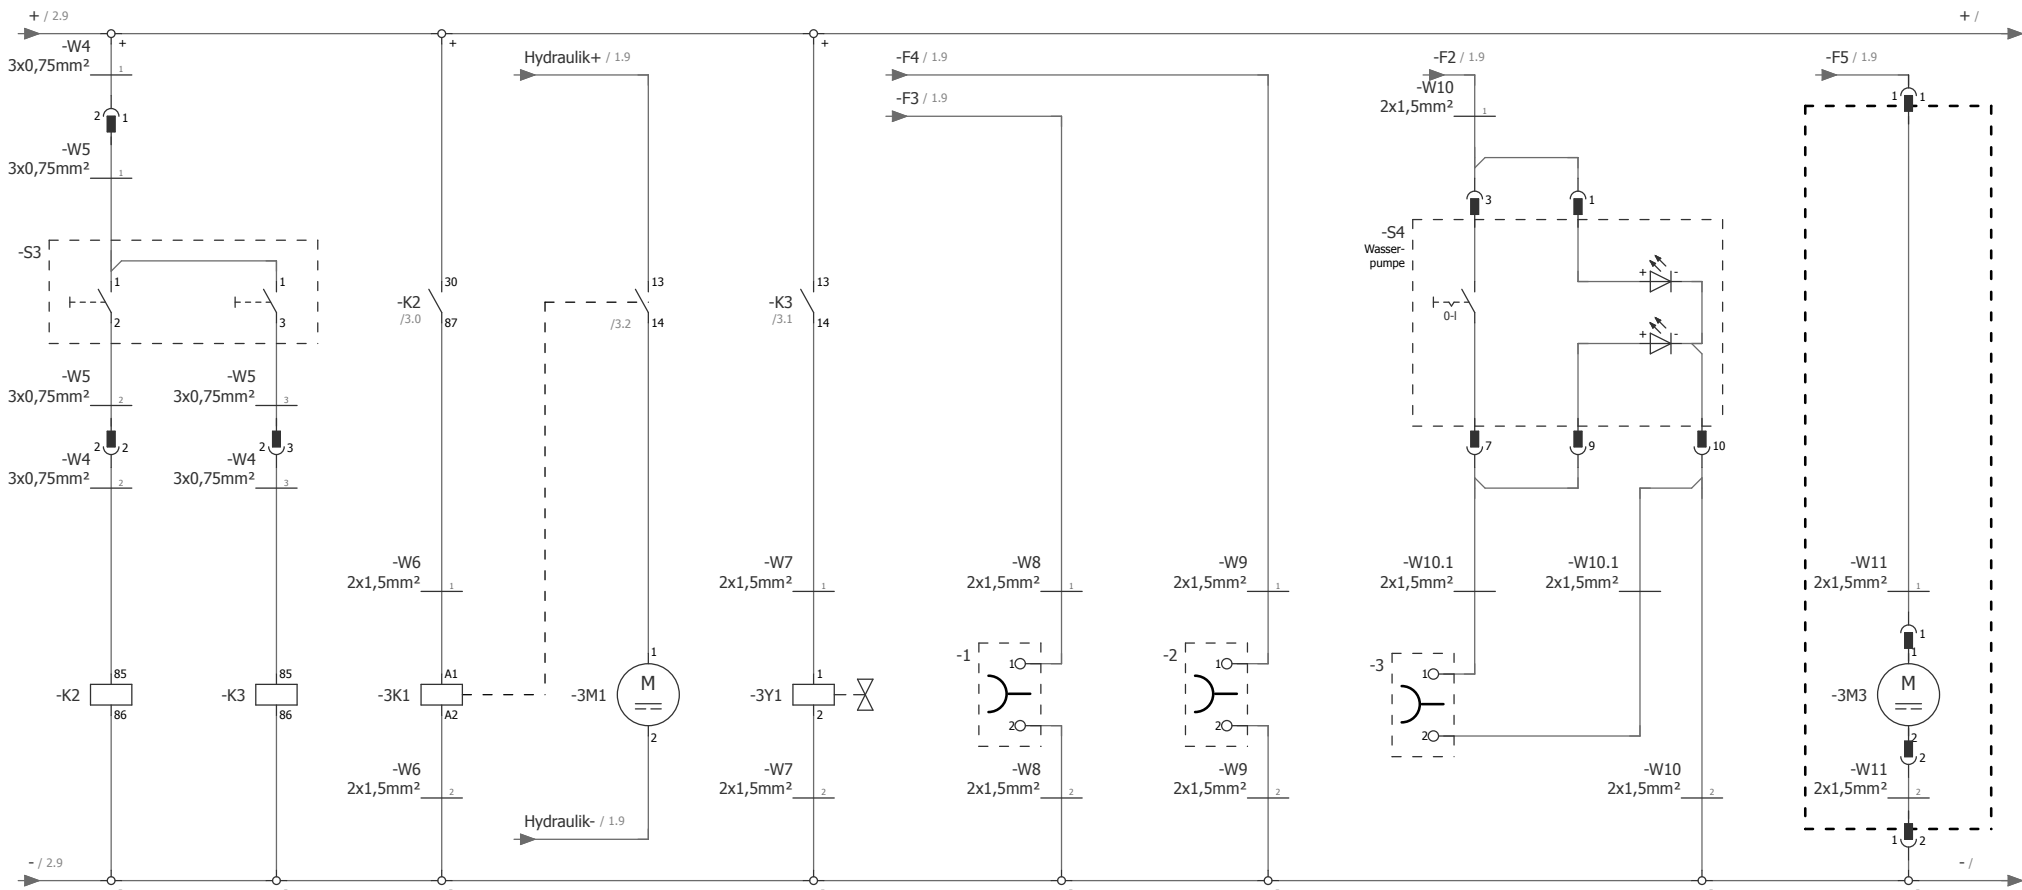 + / 2.9
+ /
+
+
+
-W4
3x0,75mm²
1
Hydraulik+ / 1.9
-F4 / 1.9
-F3 / 1.9
-F2 / 1.9
-F5 / 1.9
-W10
2x1,5mm²
1
1
1
2
1
-W5
3x0,75mm²
1
3
1
-S3
1
1
2
3
-K2
/3.0
30
87
13
14
/3.2
-K3
/3.1
13
14
-S4
Wasser-
pumpe
0-I
+
-
+
-
-W5
3x0,75mm²
2
-W5
3x0,75mm²
3
2
2
2
3
7
9
10
-W4
3x0,75mm²
2
-W4
3x0,75mm²
3
-W6
2x1,5mm²
1
-W7
2x1,5mm²
1
-W8
2x1,5mm²
1
-W9
2x1,5mm²
1
-W10.1
2x1,5mm²
-W10.1
2x1,5mm²
-W11
2x1,5mm²
1
1
1
-K2
85
86
-K3
85
86
-3K1
A1
A2
-3M1
1
M
2
-3Y1
1
2
-1
1
2
-2
1
2
-3
1
2
-3M3
M
2
2
-W6
2x1,5mm²
2
-W7
2x1,5mm²
2
-W8
2x1,5mm²
2
-W9
2x1,5mm²
2
-W10
2x1,5mm²
2
-W11
2x1,5mm²
2
Hydraulik- / 1.9
1
2
- / 2.9
- /